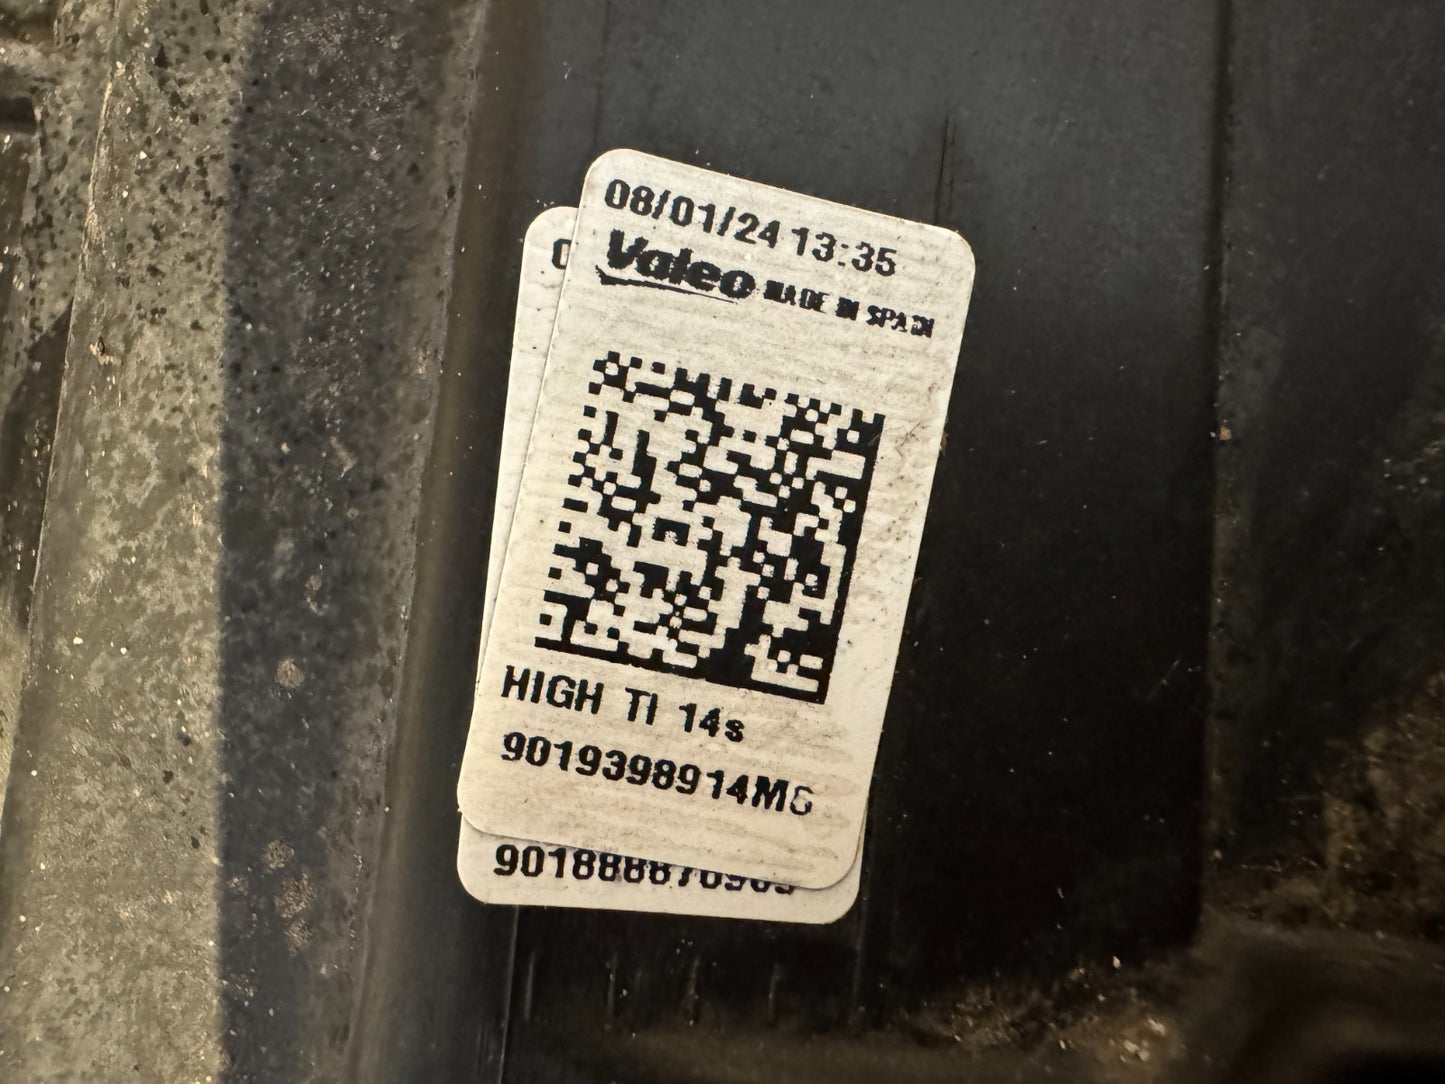 08/01/24 13:35
Valeo MADE IN SPAIN
HIGH TI 14s
9019398914M6